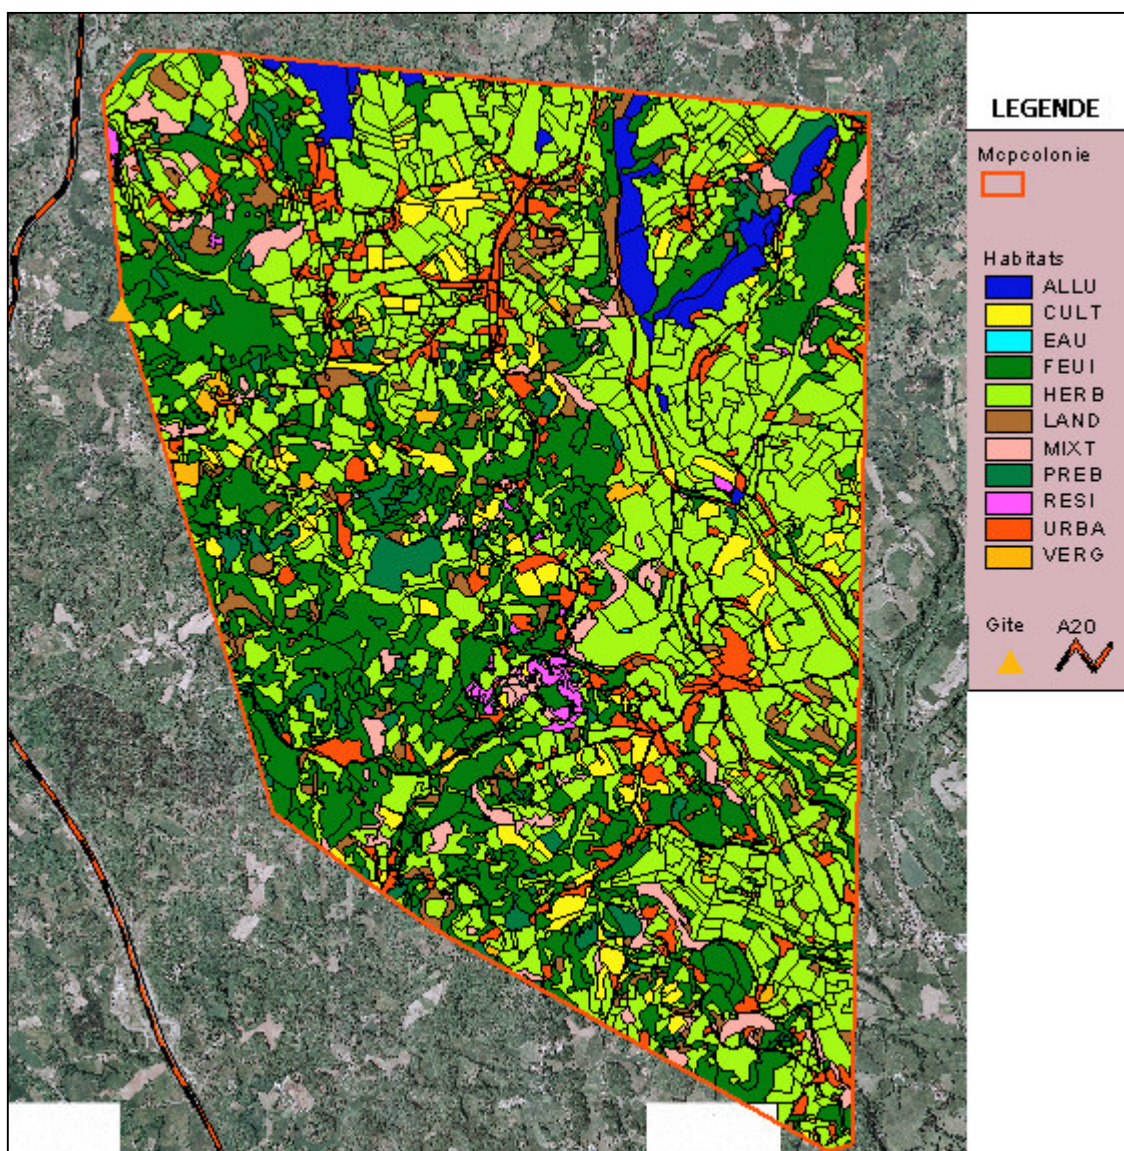 LEGENDE
Mcpcolonie
Habitats
ALLU
CULT
EAU
FEUI
HERB
LAND
MIXT
PREB
RESI
URBA
VERG
Gite A20